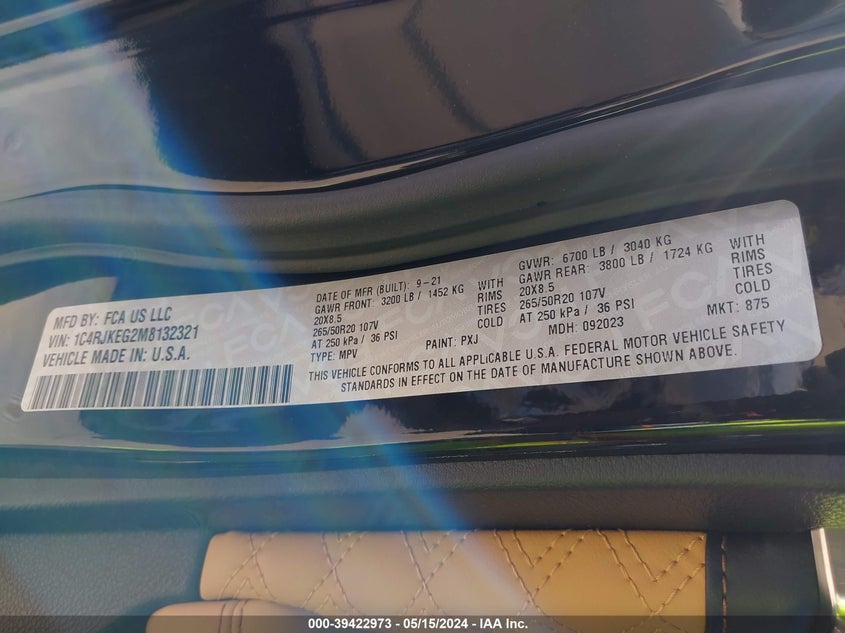 MFD BY: FCA US LLC
VIN: 1C4RJKEG2M8132321
VEHICLE MADE IN: U.S.A.
DATE OF MFR (BUILT): 9-21
GAWR FRONT: 3200 LB / 1452 KG WITH
20X8.5 RIMS
265/50R20 107V TIRES
AT 250 kPa / 36 PSI COLD
TYPE: MPV PAINT: PXJ
GVWR: 6700 LB / 3040 KG
GAWR REAR: 3800 LB / 1724 KG WITH
20X8.5 RIMS
265/50R20 107V TIRES
AT 250 kPa / 36 PSI COLD
MDH: 092023 MKT: 875
THIS VEHICLE CONFORMS TO ALL APPLICABLE U.S.A. FEDERAL MOTOR VEHICLE SAFETY
STANDARDS IN EFFECT ON THE DATE OF MANUFACTURE SHOWN ABOVE.
000-39422973 - 05/15/2024 - IAA Inc.